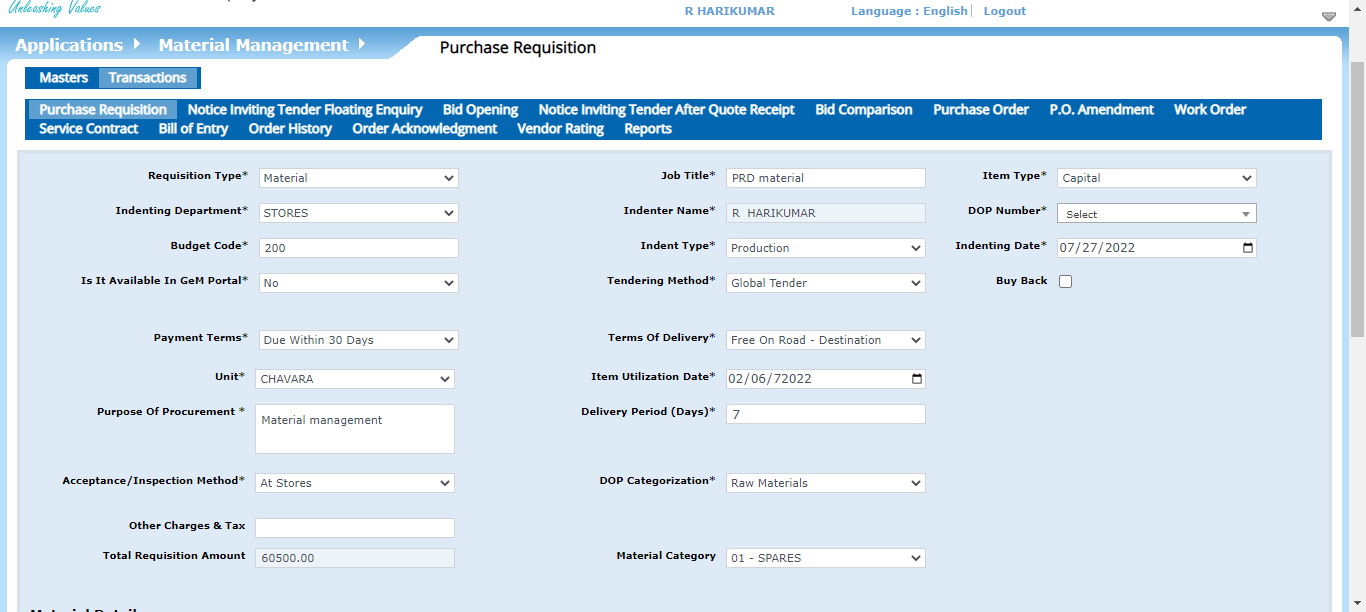 Unleashing Values
R HARIKUMAR Language : English Logout
Applications Material Management Purchase Requisition
Masters Transactions
Purchase Requisition Notice Inviting Tender Floating Enquiry Bid Opening Notice Inviting Tender After Quote Receipt Bid Comparison Purchase Order P.O. Amendment Work Order
Service Contract Bill of Entry Order History Order Acknowledgment Vendor Rating Reports
Requisition Type* Material Job Title* PRD material Item Type* Capital
Indenting Department* STORES Indenter Name* R HARIKUMAR DOP Number* Select
Budget Code* 200 Indent Type* Production Indenting Date* 07/27/2022
Is It Available In GeM Portal* No Tendering Method* Global Tender Buy Back
Payment Terms* Due Within 30 Days Terms Of Delivery* Free On Road - Destination
Unit* CHAVARA Item Utilization Date* 02/06/72022
Purpose Of Procurement * Material management Delivery Period (Days)* 7
Acceptance/Inspection Method* At Stores DOP Categorization* Raw Materials
Other Charges & Tax
Total Requisition Amount 60500.00 Material Category 01 - SPARES